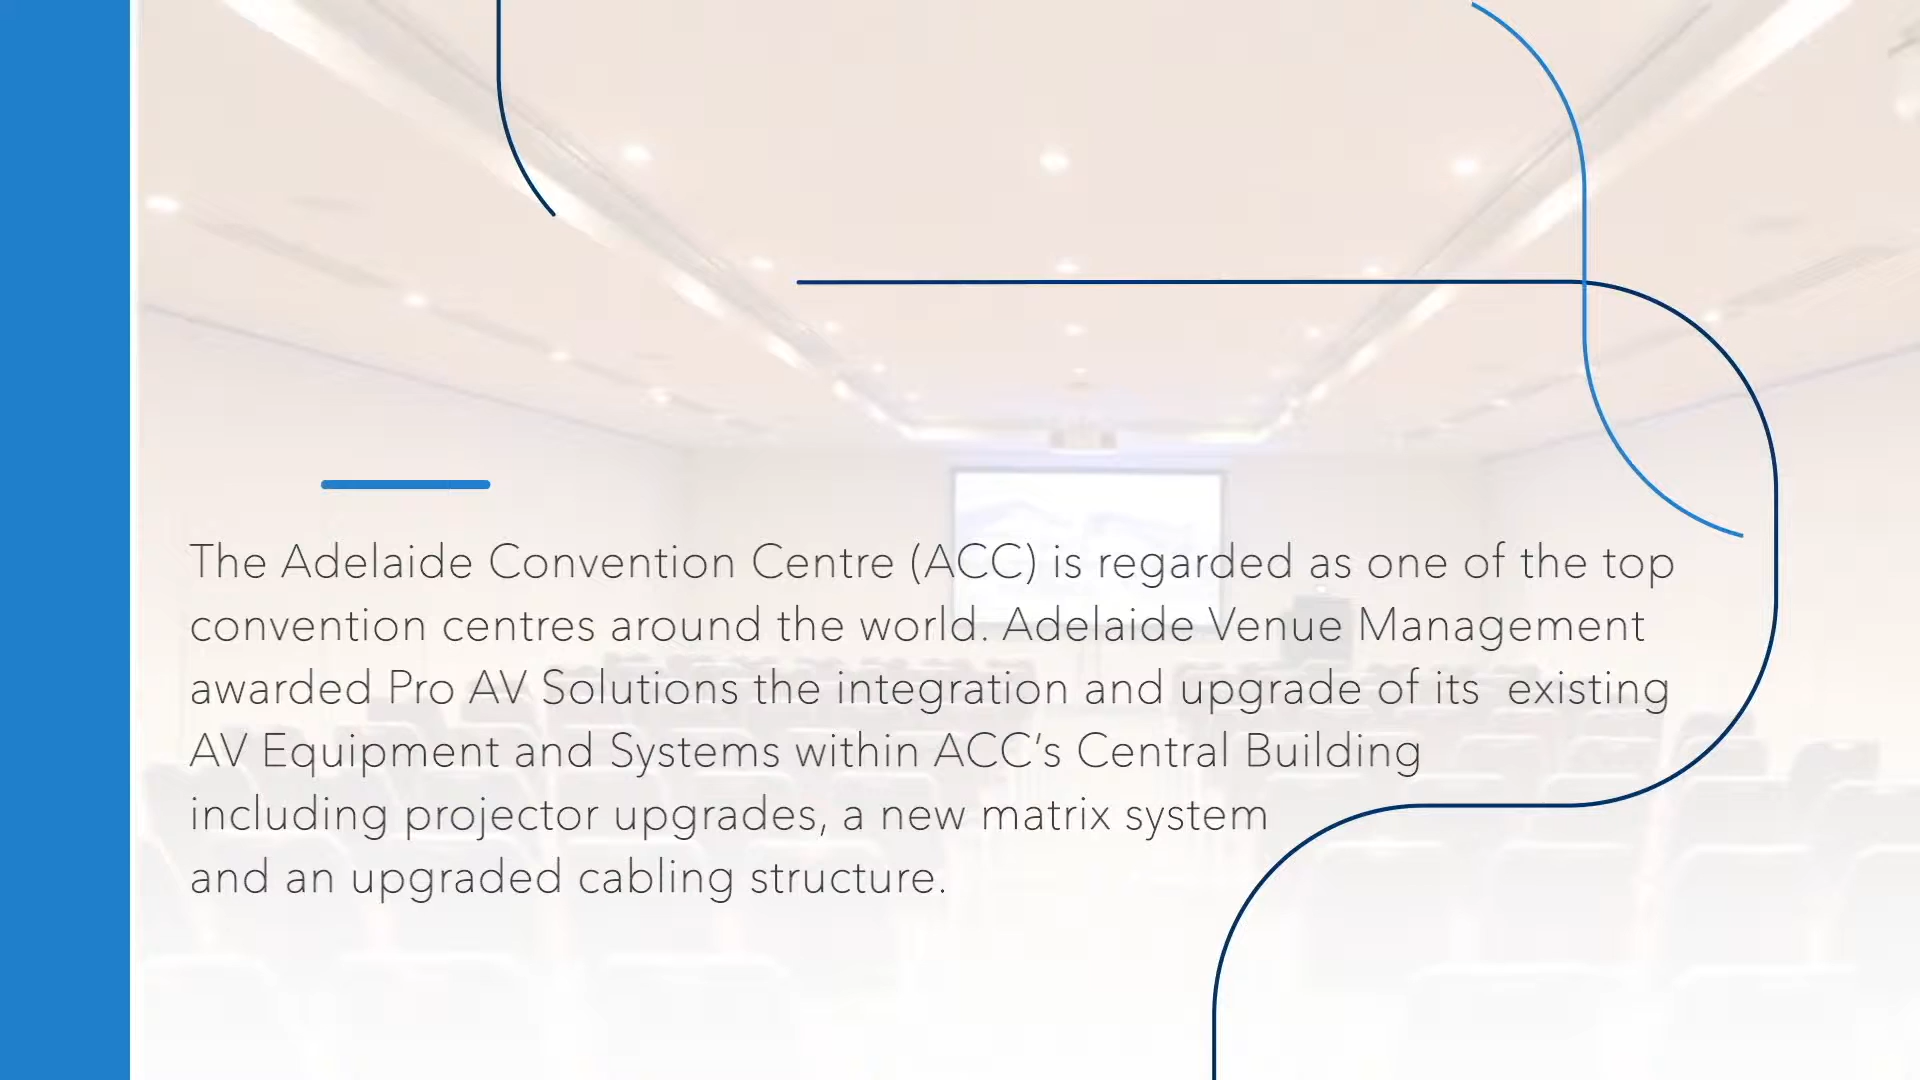 The Adelaide Convention Centre (ACC) is regarded as one of the top
convention centres around the world. Adelaide Venue Management
awarded Pro AV Solutions the integration and upgrade of its  existing
AV Equipment and Systems within ACC’s Central Building
including projector upgrades, a new matrix system
and an upgraded cabling structure.